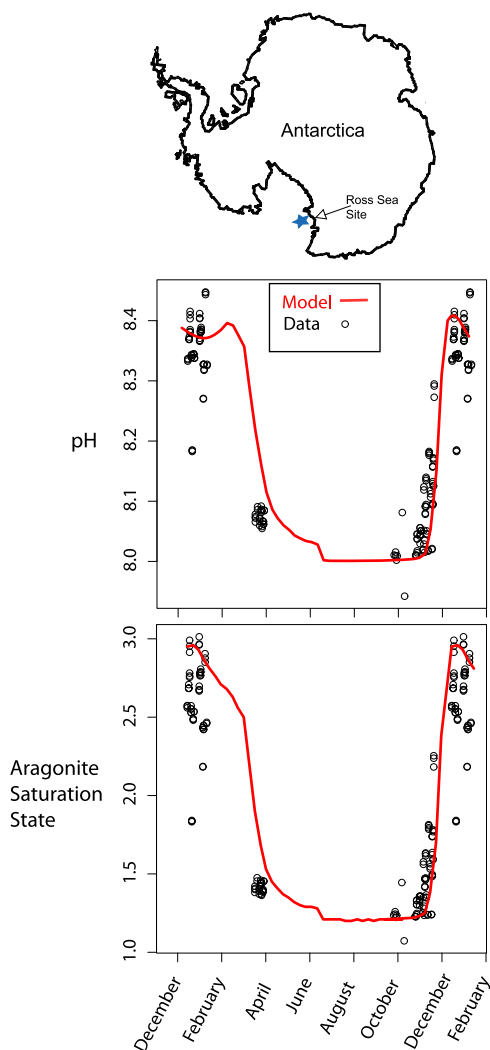 Antarctica
Ross Sea
Site
Model
Data
pH
8.4
8.3
8.2
8.1
8.0
Aragonite
Saturation
State
3.0
2.5
2.0
1.5
1.0
December
February
April
June
August
October
December
February